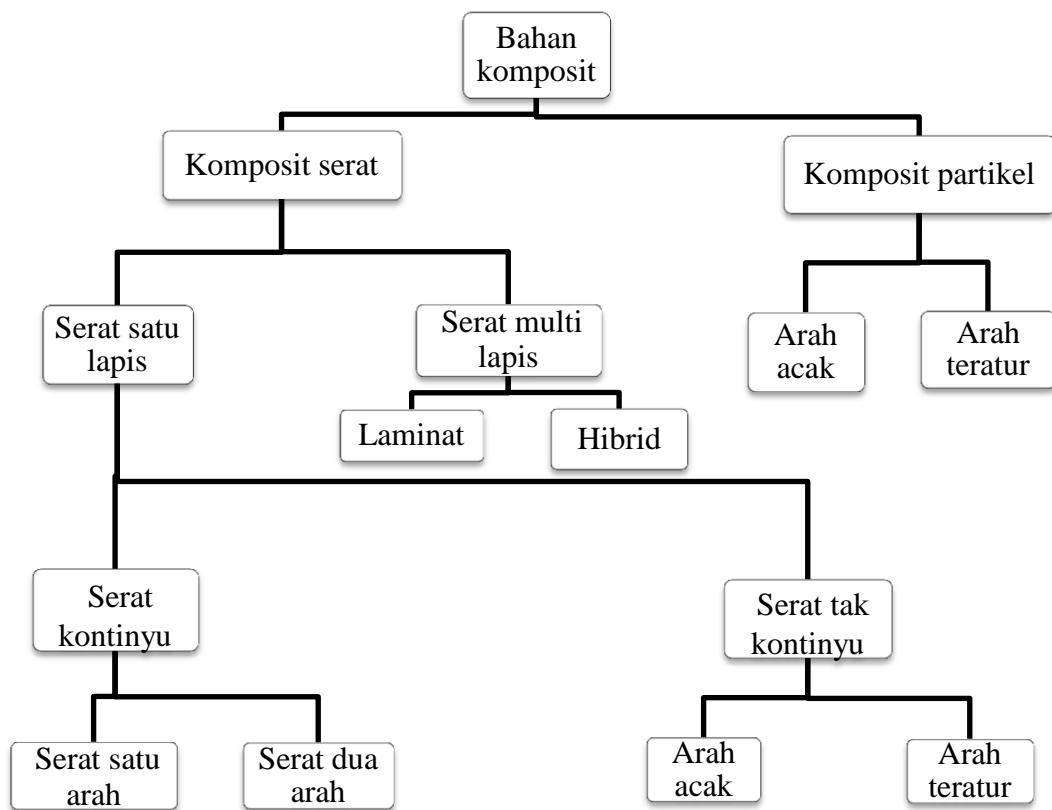 Bahan
komposit
Komposit serat
Komposit partikel
Serat satu
lapis
Serat multi
lapis
Arah
acak
Arah
teratur
Laminat
Hibrid
Serat
kontinyu
Serat tak
kontinyu
Serat satu
arah
Serat dua
arah
Arah
acak
Arah
teratur